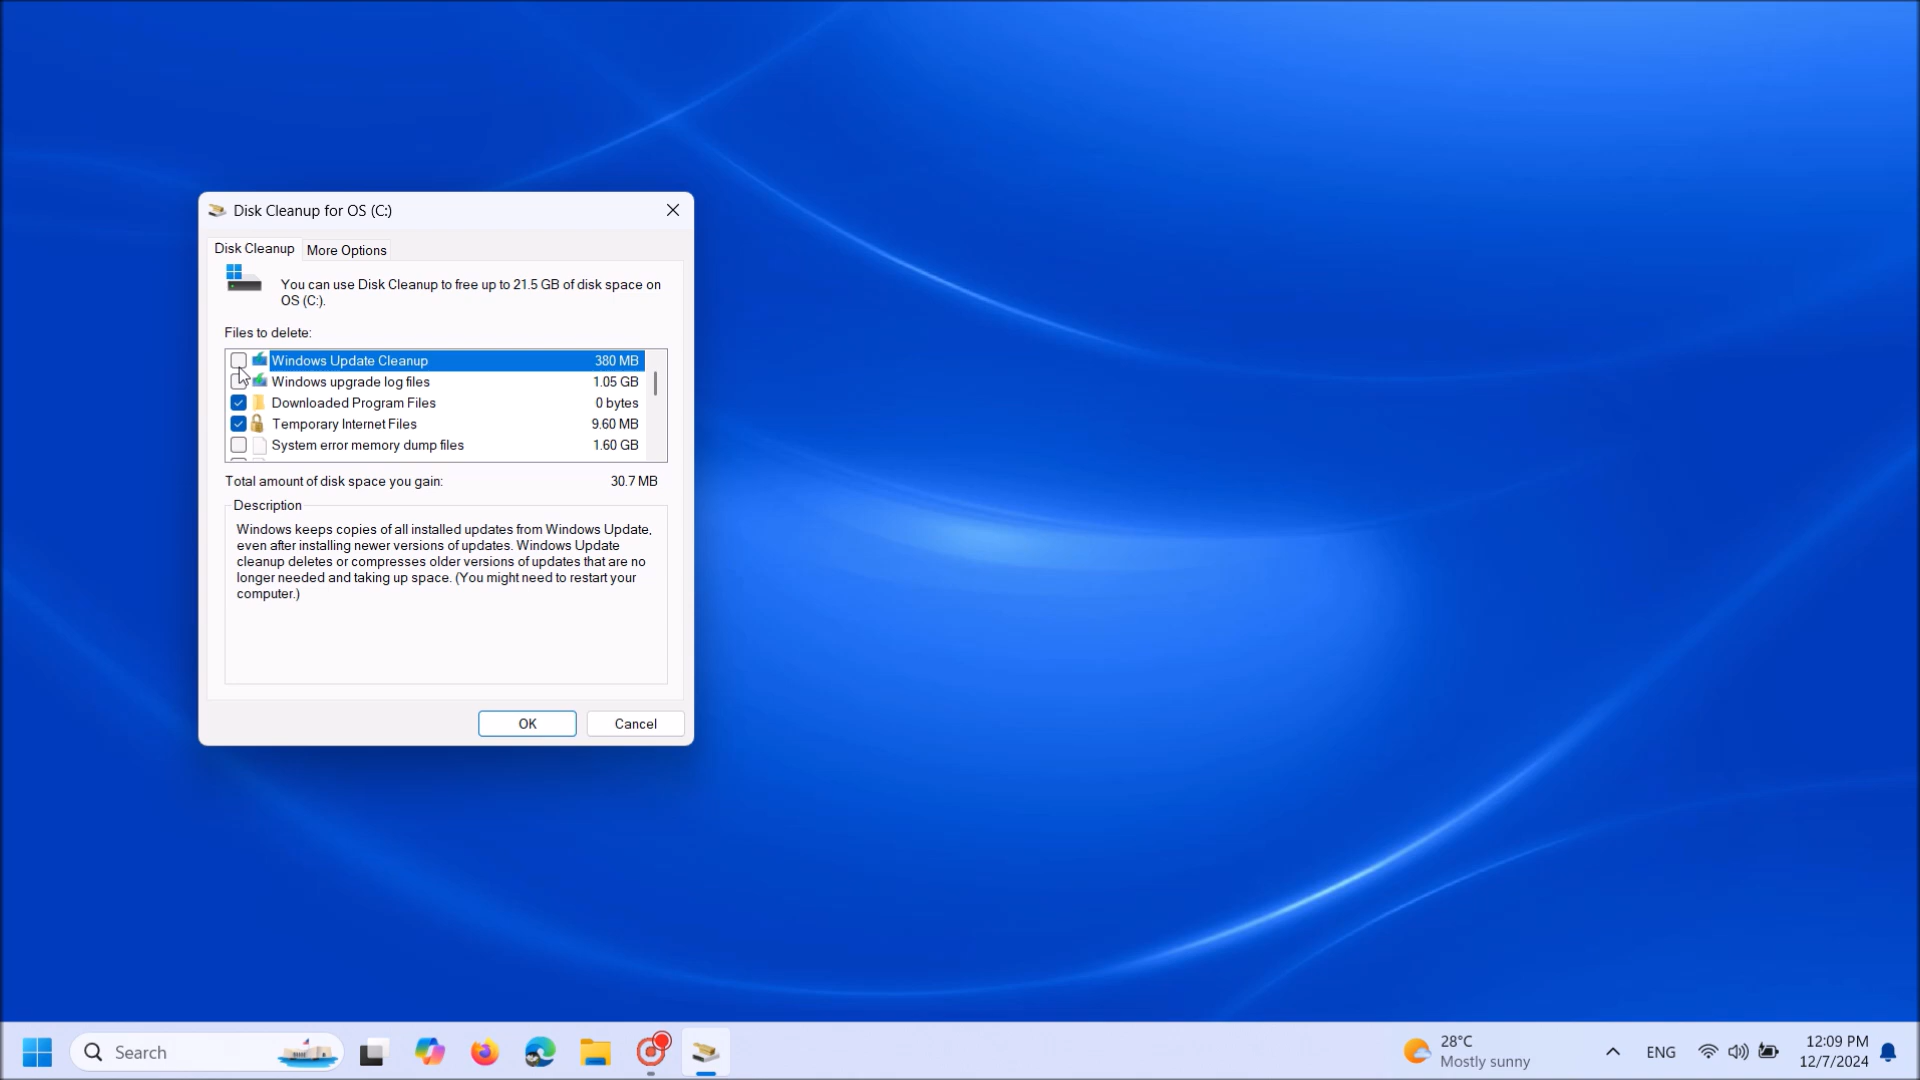 Disk Cleanup for OS (C:)
Disk Cleanup
More Options
You can use Disk Cleanup to free up to 21.5 GB of disk space on
OS (C:).
Files to delete:
Windows Update Cleanup 380 MB
Windows upgrade log files 1.05 GB
Downloaded Program Files 0 bytes
Temporary Internet Files 9.60 MB
System error memory dump files 1.60 GB
Total amount of disk space you gain: 30.7 MB
Description
Windows keeps copies of all installed updates from Windows Update,
even after installing newer versions of updates. Windows Update
cleanup deletes or compresses older versions of updates that are no
longer needed and taking up space. (You might need to restart your
computer.)
OK
Cancel
Search
28°C
Mostly sunny
ENG
12:09 PM
12/7/2024